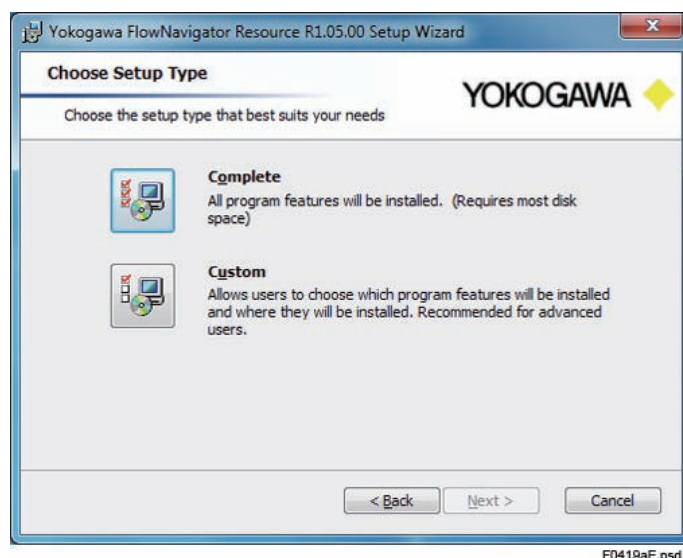 Yokogawa FlowNavigator Resource R1.05.00 Setup Wizard
Choose Setup Type
Choose the setup type that best suits your needs
YOKOGAWA
Complete
All program features will be installed. (Requires most disk
space)
Custom
Allows users to choose which program features will be installed
and where they will be installed. Recommended for advanced
users.
< Back
Next >
Cancel
F0419aE.psd